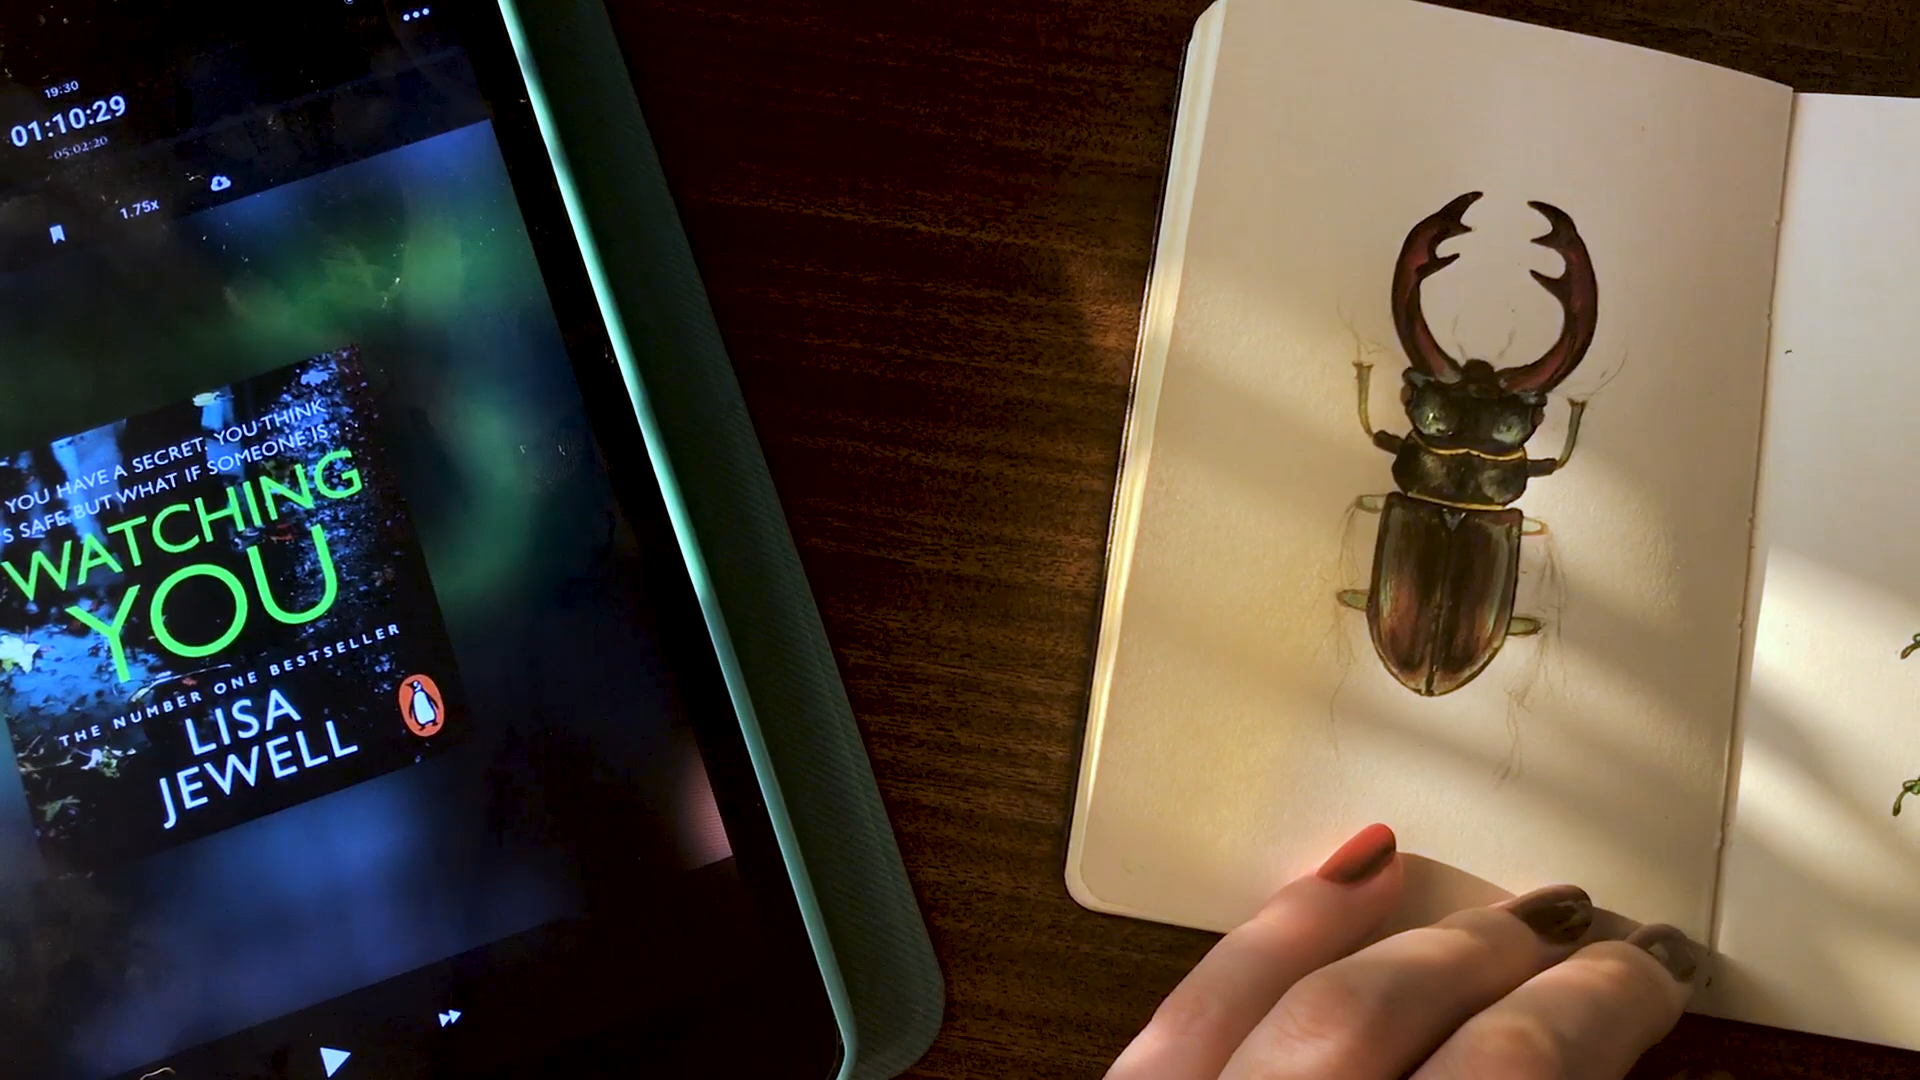 19:30
01:10:29
-05:02:20
1.75x
YOU HAVE A SECRET. YOU THINK
S SAFE. BUT WHAT IF SOMEONE IS
WATCHING
YOU
THE NUMBER ONE BESTSELLER
LISA
JEWELL